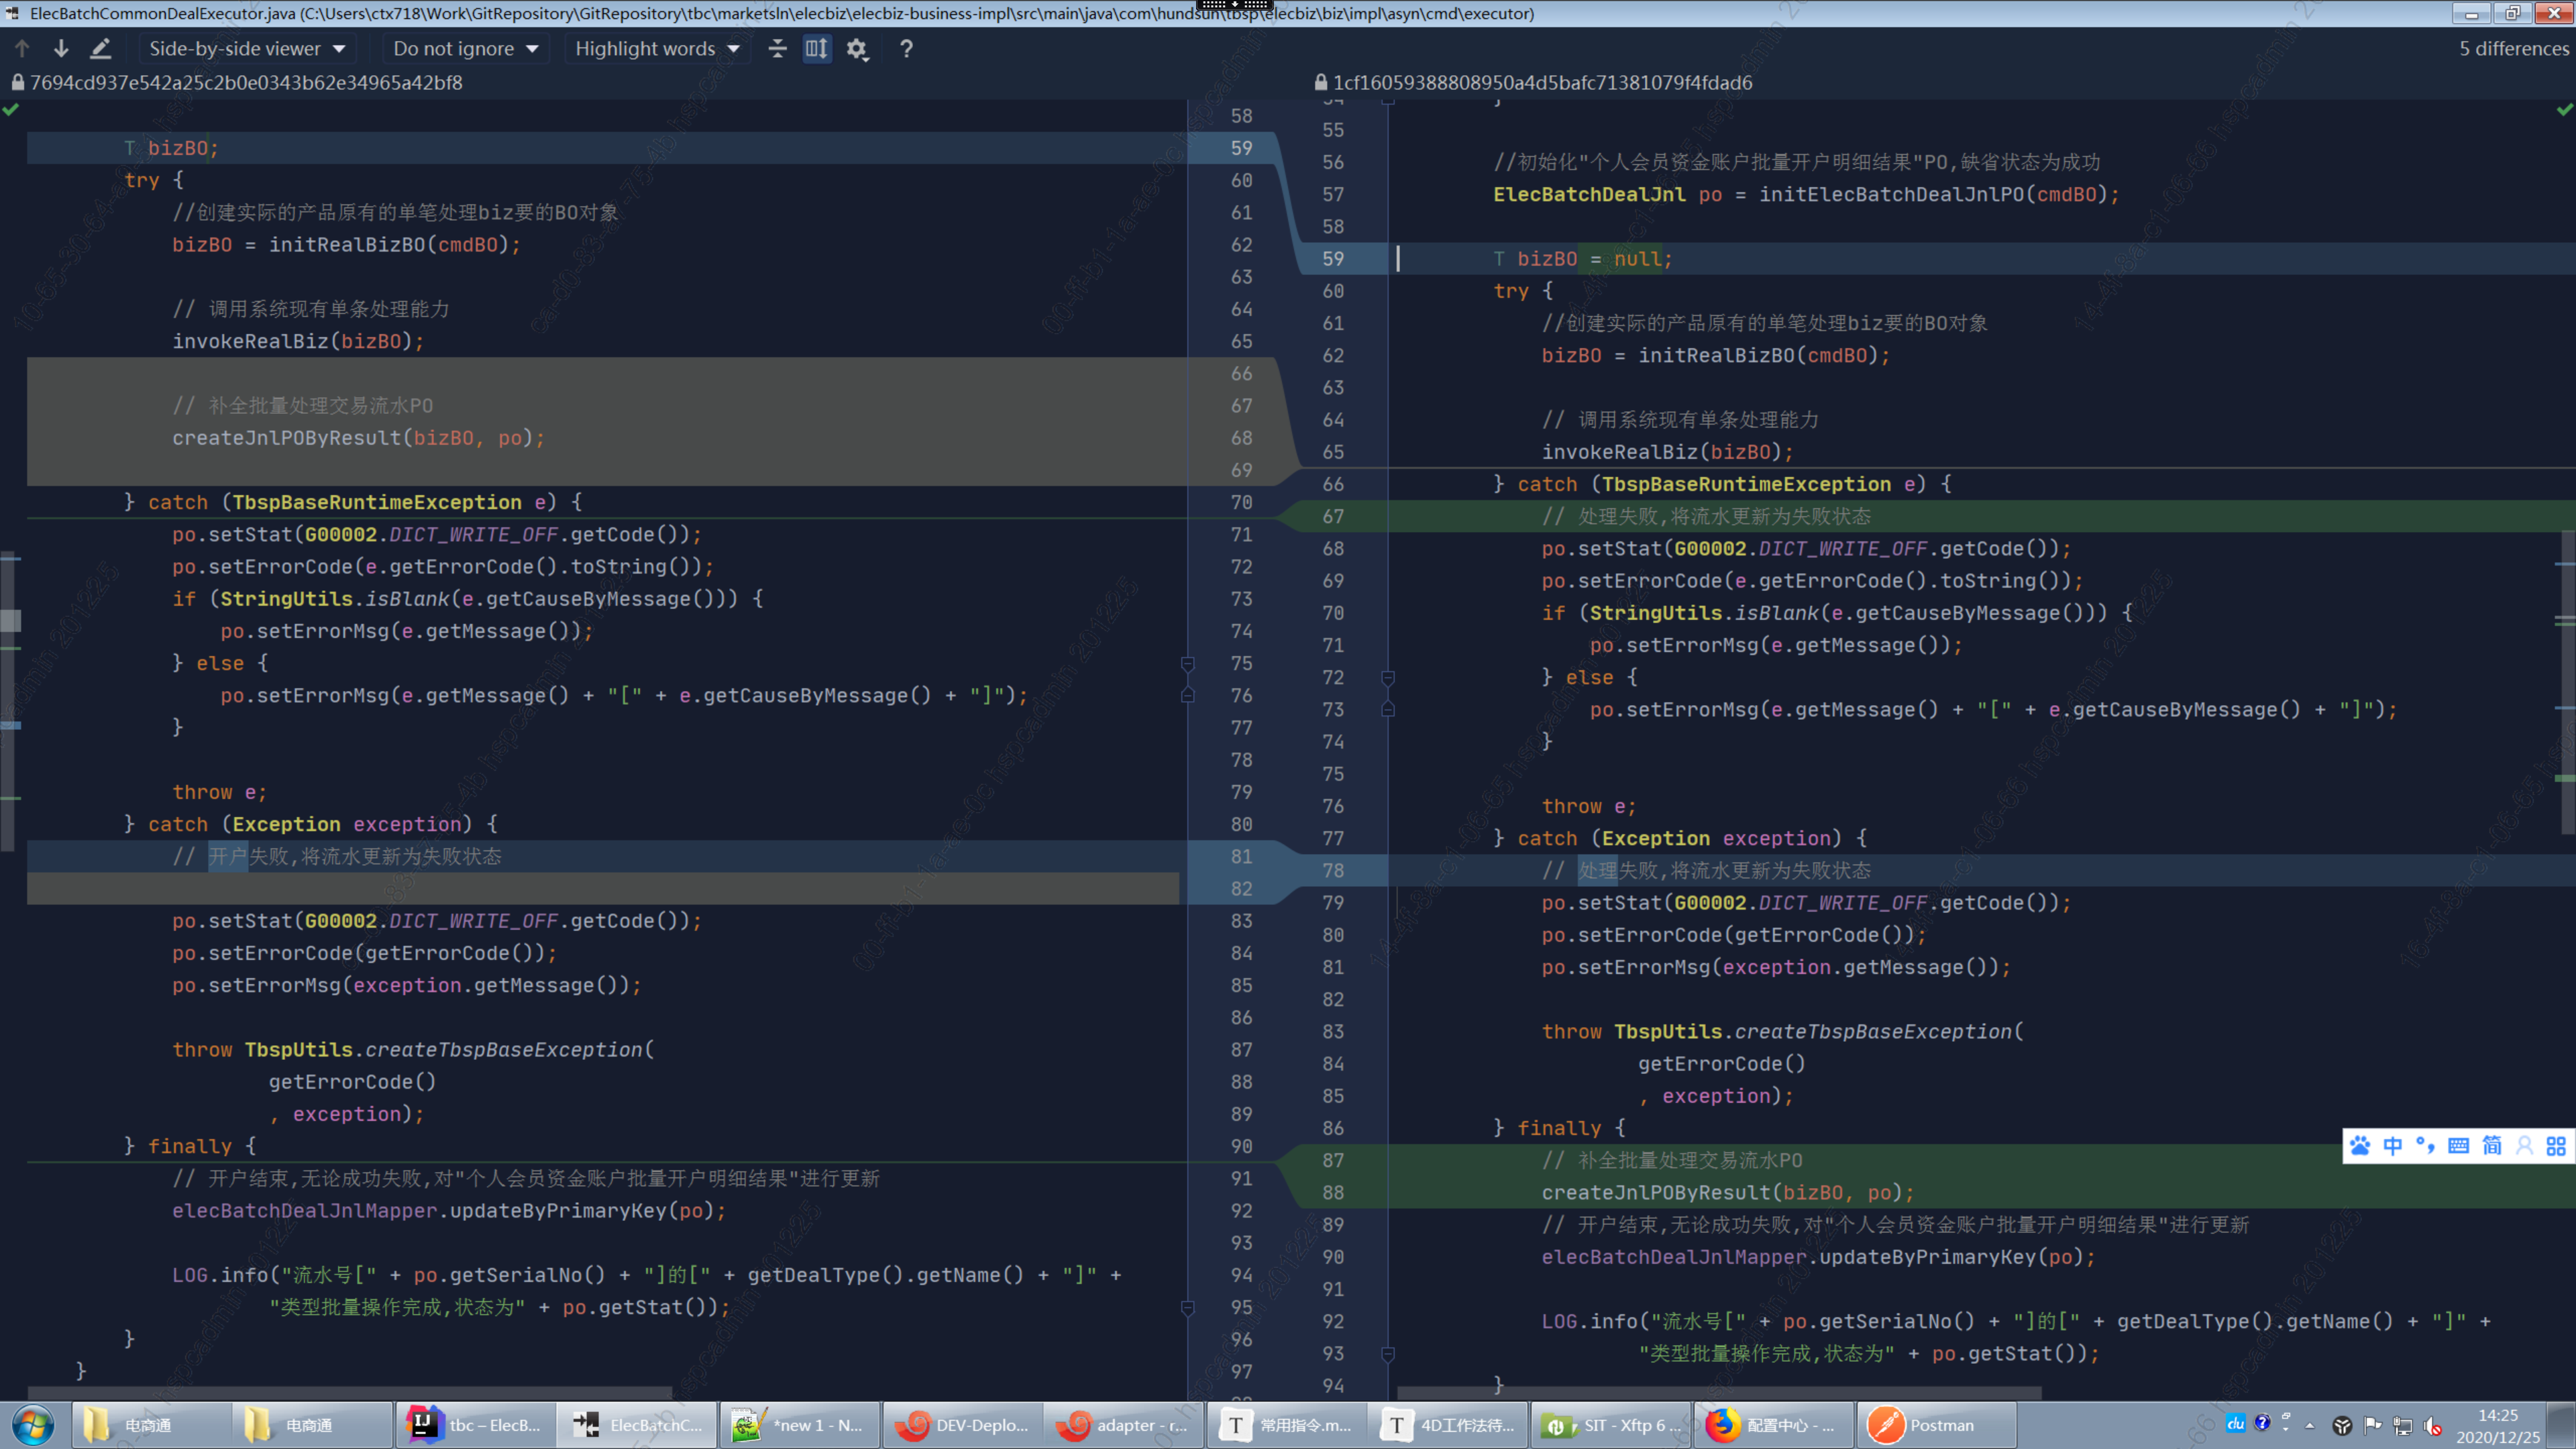 ElecBatchCommonDealExecutor.java (C:\Users\ctx718\Work\GitRepository\GitRepository\tbc\marketsln\elecbiz\elecbiz-business-impl\src\main\java\com\hundsun\tbsp\elecbiz\biz\impl\asyn\cmd\executor)
Side-by-side viewer Do not ignore Highlight words ? 5 differences
7694cd937e542a25c2b0e0343b62e34965a42bf8
58
T bizBO; 59
try { 60
//创建实际的产品原有的单笔处理biz要的BO对象 61
bizBO = initRealBizBO(cmdBO); 62
63
// 调用系统现有单条处理能力 64
invokeRealBiz(bizBO); 65
66
// 补全批量处理交易流水PO 67
createJnlPOByResult(bizBO, po); 68
69
} catch (TbspBaseRuntimeException e) { 70
po.setStat(G00002.DICT_WRITE_OFF.getCode()); 71
po.setErrorCode(e.getErrorCode().toString()); 72
if (StringUtils.isBlank(e.getCauseByMessage())) { 73
po.setErrorMsg(e.getMessage()); 74
} else { 75
po.setErrorMsg(e.getMessage() + "[" + e.getCauseByMessage() + "]"); 76
} 77
78
throw e; 79
} catch (Exception exception) { 80
// 开户失败,将流水更新为失败状态 81
82
po.setStat(G00002.DICT_WRITE_OFF.getCode()); 83
po.setErrorCode(getErrorCode()); 84
po.setErrorMsg(exception.getMessage()); 85
86
throw TbspUtils.createTbspBaseException( 87
getErrorCode() 88
, exception); 89
} finally { 90
// 开户结束,无论成功失败,对"个人会员资金账户批量开户明细结果"进行更新 91
elecBatchDealJnlMapper.updateByPrimaryKey(po); 92
93
LOG.info("流水号[" + po.getSerialNo() + "]的[" + getDealType().getName() + "]" + 94
"类型批量操作完成,状态为" + po.getStat()); 95
} 96
} 97
1cf16059388808950a4d5bafc71381079f4fdad6
54 }
55
56 //初始化"个人会员资金账户批量开户明细结果"PO,缺省状态为成功
57 ElecBatchDealJnl po = initElecBatchDealJnlPO(cmdBO);
58
59 T bizBO = null;
60 try {
61 //创建实际的产品原有的单笔处理biz要的BO对象
62 bizBO = initRealBizBO(cmdBO);
63
64 // 调用系统现有单条处理能力
65 invokeRealBiz(bizBO);
66 } catch (TbspBaseRuntimeException e) {
67 // 处理失败,将流水更新为失败状态
68 po.setStat(G00002.DICT_WRITE_OFF.getCode());
69 po.setErrorCode(e.getErrorCode().toString());
70 if (StringUtils.isBlank(e.getCauseByMessage())) {
71 po.setErrorMsg(e.getMessage());
72 } else {
73 po.setErrorMsg(e.getMessage() + "[" + e.getCauseByMessage() + "]");
74 }
75
76 throw e;
77 } catch (Exception exception) {
78 // 处理失败,将流水更新为失败状态
79 po.setStat(G00002.DICT_WRITE_OFF.getCode());
80 po.setErrorCode(getErrorCode());
81 po.setErrorMsg(exception.getMessage());
82
83 throw TbspUtils.createTbspBaseException(
84 getErrorCode()
85 , exception);
86 } finally {
87 // 补全批量处理交易流水PO
88 createJnlPOByResult(bizBO, po);
89 // 开户结束,无论成功失败,对"个人会员资金账户批量开户明细结果"进行更新
90 elecBatchDealJnlMapper.updateByPrimaryKey(po);
91
92 LOG.info("流水号[" + po.getSerialNo() + "]的[" + getDealType().getName() + "]" +
93 "类型批量操作完成,状态为" + po.getStat());
94 }
中 简
电商通 电商通 tbc – ElecB... ElecBatchC... *new 1 - N... DEV-Deplo... adapter - r... 常用指令.m... 4D工作法待... SIT - Xftp 6 ... 配置中心 - ... Postman
du 14:25
2020/12/25